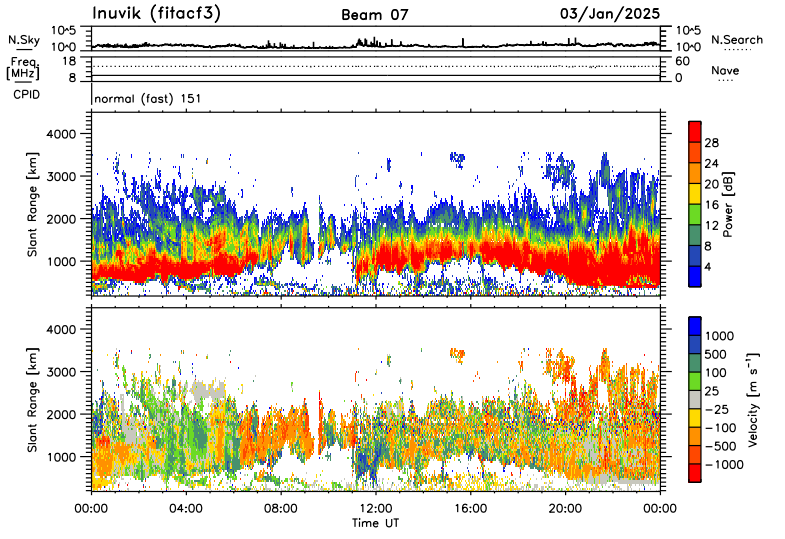 Inuvik (fitacf3) Beam 07 03/Jan/2025
N.Sky 10^5 10^0 10^5 10^0 N.Search
Freq. [MHz] 18 8 60 0 Nave
CPID normal (fast) 151
Slant Range [km] 4000 3000 2000 1000
Power [dB] 28 24 20 16 12 8 4
Slant Range [km] 4000 3000 2000 1000
Velocity [m s⁻¹] 1000 500 100 25 −25 −100 −500 −1000
00:00 04:00 08:00 12:00 16:00 20:00 00:00
Time UT